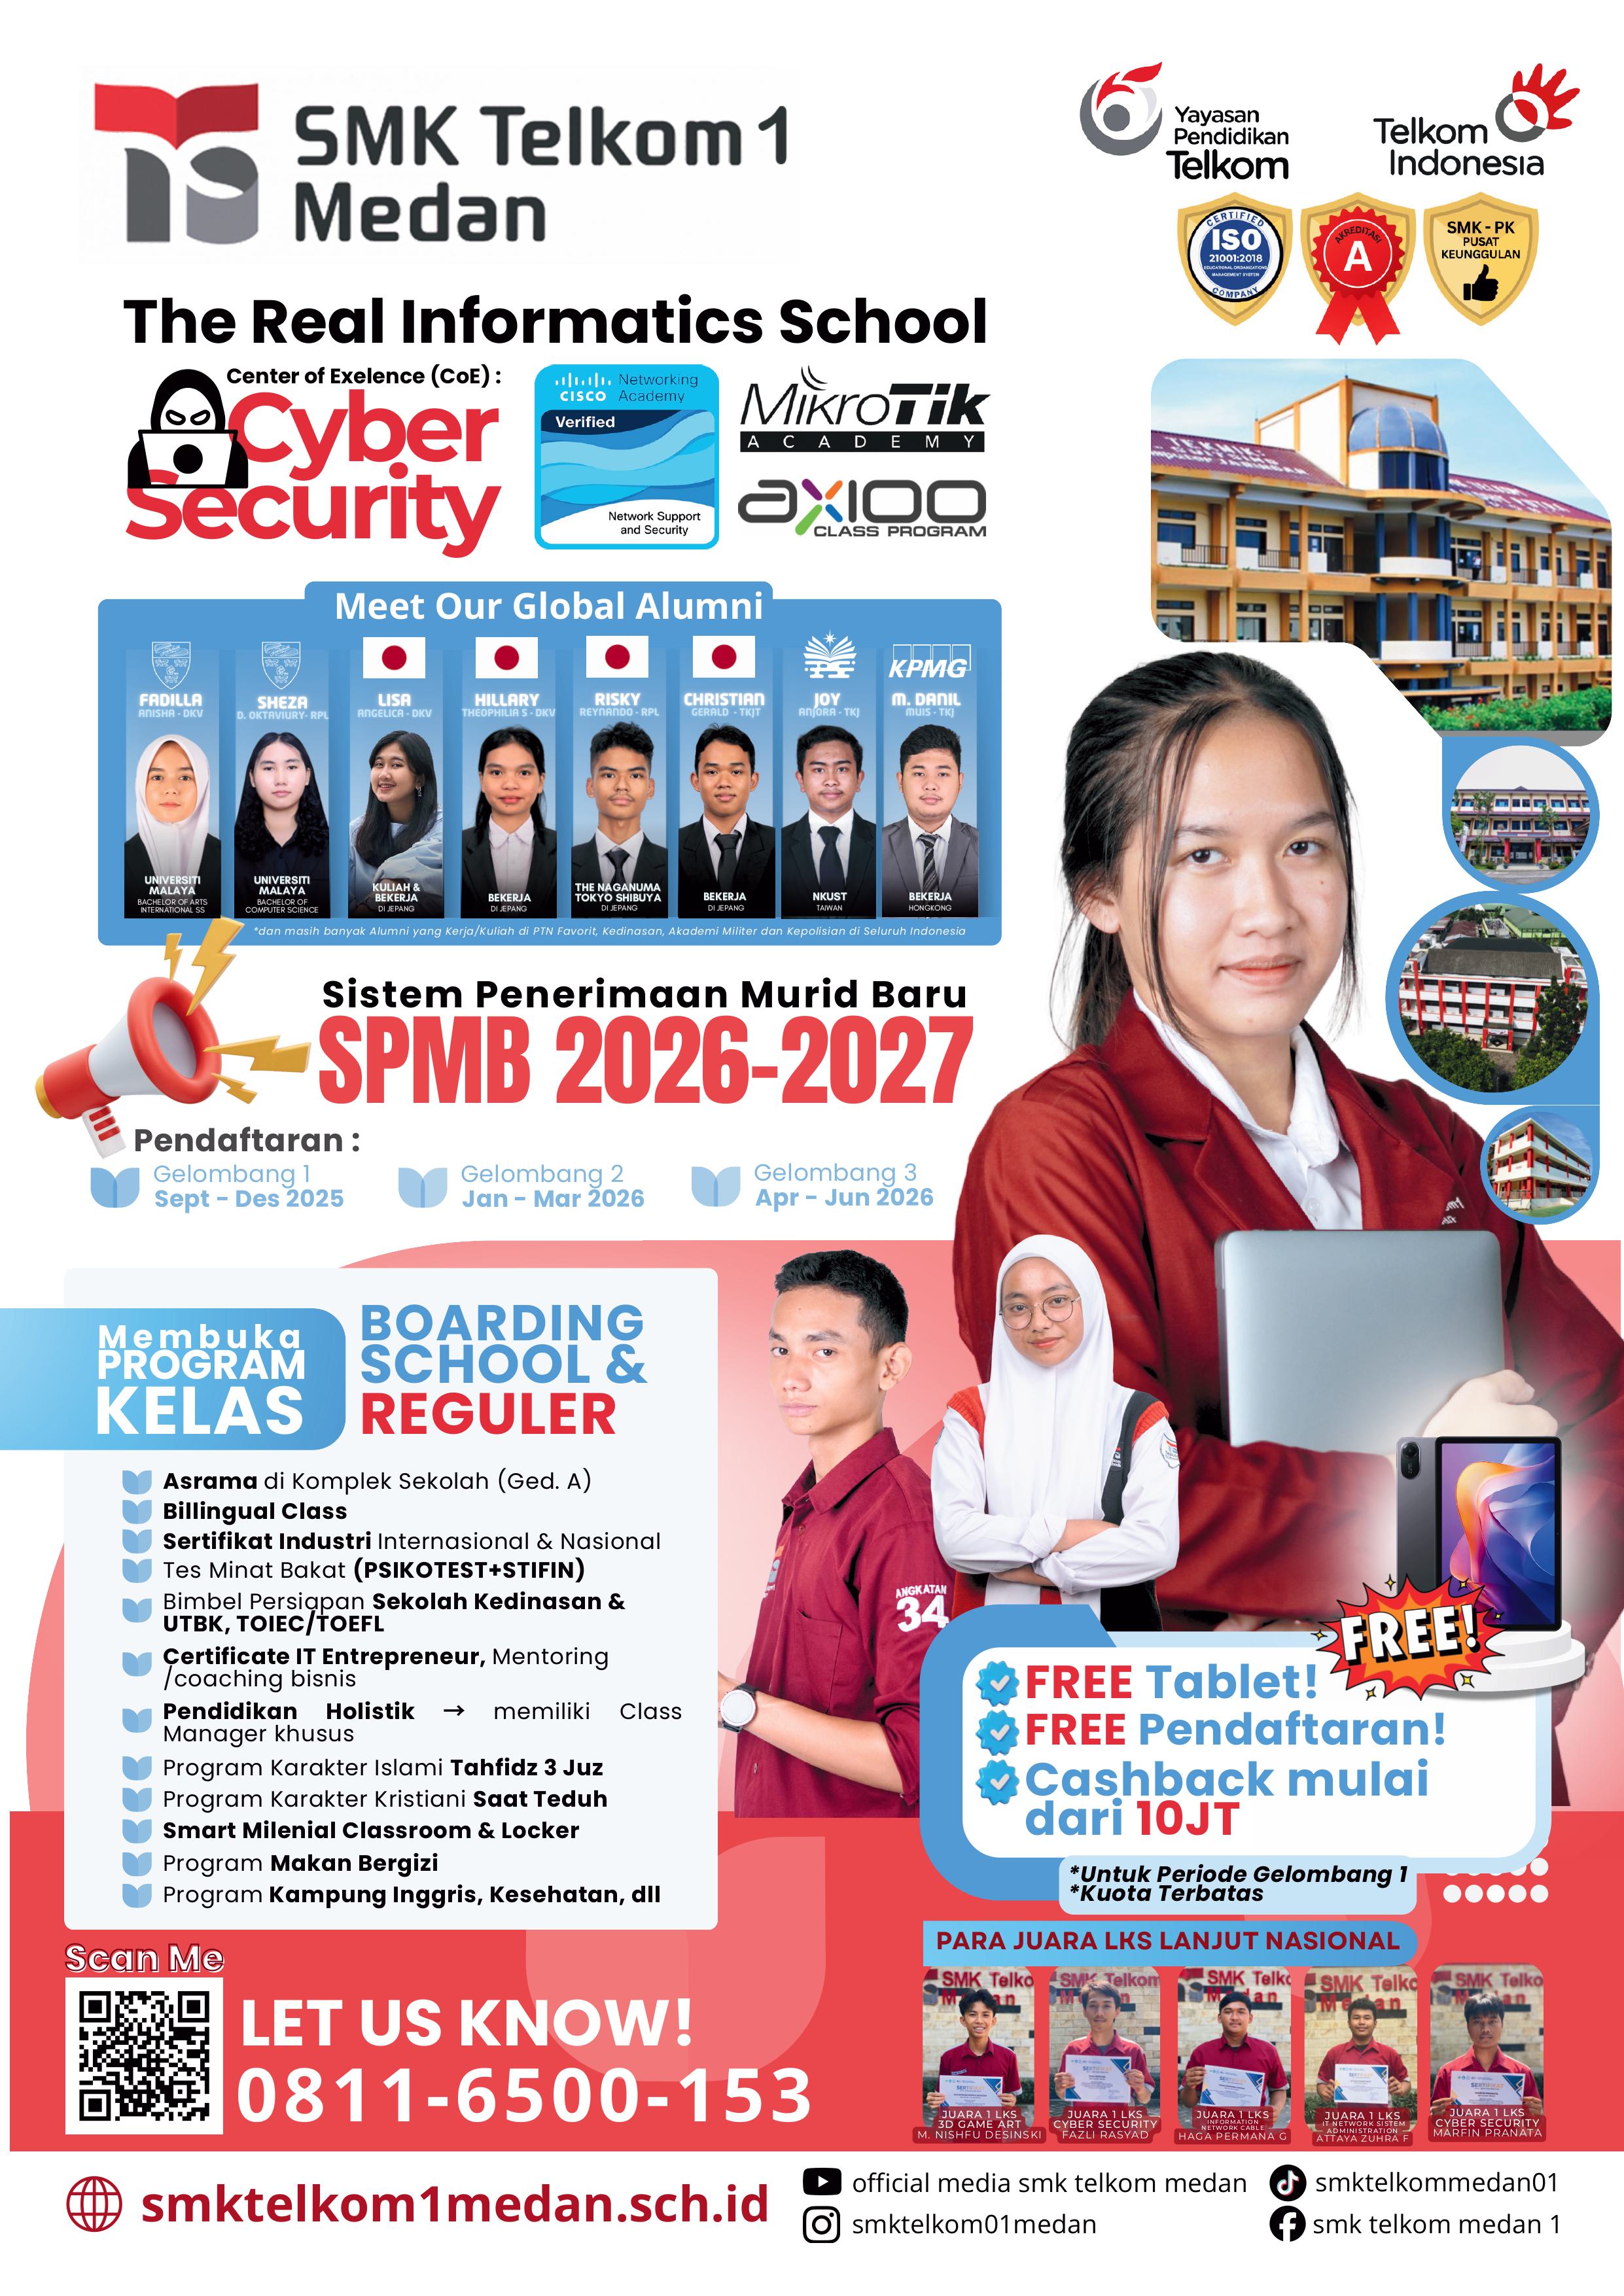 SMK Telkom 1
Medan
Yayasan
Pendidikan
Telkom
Telkom
Indonesia
CERTIFIED
ISO
21001:2018
EDUCATIONAL ORGANIZATIONS
MANAGEMENT SYSTEM
COMPANY
AKREDITASI
A
SMK - PK
PUSAT
KEUNGGULAN
The Real Informatics School
Center of Exelence (CoE) :
Cyber
Security
CISCO
Networking
Academy
Verified
Network Support
and Security
MikroTik
ACADEMY
axioo
CLASS PROGRAM
Meet Our Global Alumni
FADILLA
ANISHA - DKV
UNIVERSITI
MALAYA
BACHELOR OF ARTS
INTERNATIONAL SS
SHEZA
D. OKTAVIURY- RPL
UNIVERSITI
MALAYA
BACHELOR OF
COMPUTER SCIENCE
LISA
ANGELICA - DKV
KULIAH &
BEKERJA
DI JEPANG
HILLARY
THEOPHILIA S - DKV
BEKERJA
DI JEPANG
RISKY
REYNANDO - RPL
THE NAGANUMA
TOKYO SHIBUYA
DI JEPANG
CHRISTIAN
GERALD - TKJT
BEKERJA
DI JEPANG
JOY
ANJORA - TKJ
NKUST
TAIWAN
KPMG
M. DANIL
MUIS - TKJ
BEKERJA
HONGKONG
*dan masih banyak Alumni yang Kerja/Kuliah di PTN Favorit, Kedinasan, Akademi Militer dan Kepolisian di Seluruh Indonesia
Sistem Penerimaan Murid Baru
SPMB 2026-2027
Pendaftaran :
Gelombang 1
Sept - Des 2025
Gelombang 2
Jan - Mar 2026
Gelombang 3
Apr - Jun 2026
Membuka
PROGRAM
KELAS
BOARDING
SCHOOL &
REGULER
Asrama di Komplek Sekolah (Ged. A)
Billingual Class
Sertifikat Industri Internasional & Nasional
Tes Minat Bakat (PSIKOTEST+STIFIN)
Bimbel Persiapan Sekolah Kedinasan &
UTBK, TOIEC/TOEFL
Certificate IT Entrepreneur, Mentoring
/coaching bisnis
Pendidikan Holistik → memiliki Class
Manager khusus
Program Karakter Islami Tahfidz 3 Juz
Program Karakter Kristiani Saat Teduh
Smart Milenial Classroom & Locker
Program Makan Bergizi
Program Kampung Inggris, Kesehatan, dll
ANGKATAN
34
FREE!
FREE Tablet!
FREE Pendaftaran!
Cashback mulai
dari 10JT
*Untuk Periode Gelombang 1
*Kuota Terbatas
PARA JUARA LKS LANJUT NASIONAL
JUARA 1 LKS
3D GAME ART
M. NISHFU DESINSKI
JUARA 1 LKS
CYBER SECURITY
FAZLI RASYAD
JUARA 1 LKS
INFORMATION
NETWORK CABLE
HAGA PERMANA G
JUARA 1 LKS
IT NETWORK SISTEM
ADMINISTRATION
ATTAYA ZUHRA F
JUARA 1 LKS
CYBER SECURITY
MARFIN PRANATA
Scan Me
LET US KNOW!
0811-6500-153
smktelkom1medan.sch.id
official media smk telkom medan
smktelkommedan01
smktelkom01medan
smk telkom medan 1